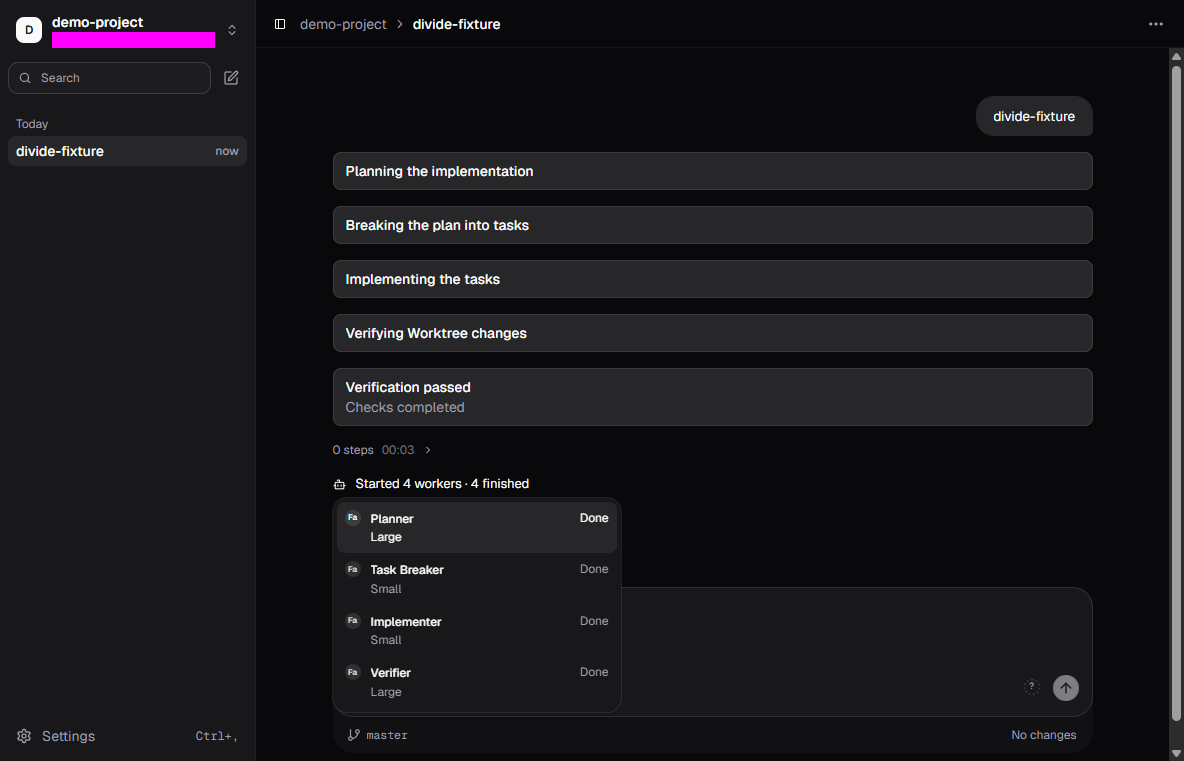 D
demo-project
Search
Today
divide-fixture now
Settings Ctrl+,
demo-project > divide-fixture
divide-fixture
Planning the implementation
Breaking the plan into tasks
Implementing the tasks
Verifying Worktree changes
Verification passed
Checks completed
0 steps 00:03
Started 4 workers · 4 finished
Fa Planner Done
Large
Fa Task Breaker Done
Small
Fa Implementer Done
Small
Fa Verifier Done
Large
?
master No changes